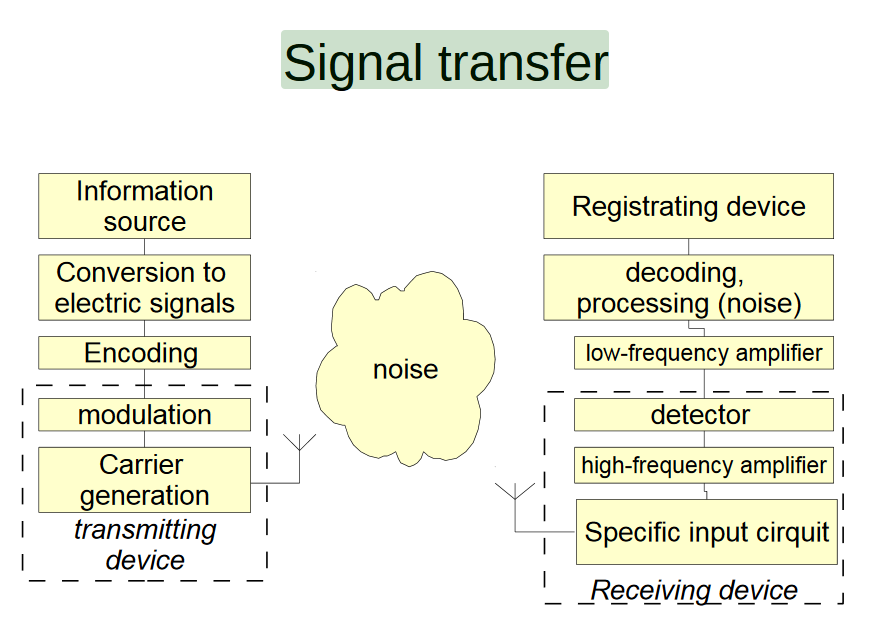 Signal transfer
Information
source
Conversion to
electric signals
Encoding
modulation
Carrier
generation
transmitting
device
noise
Registrating device
decoding,
processing (noise)
low-frequency amplifier
detector
high-frequency amplifier
Specific input cirquit
Receiving device